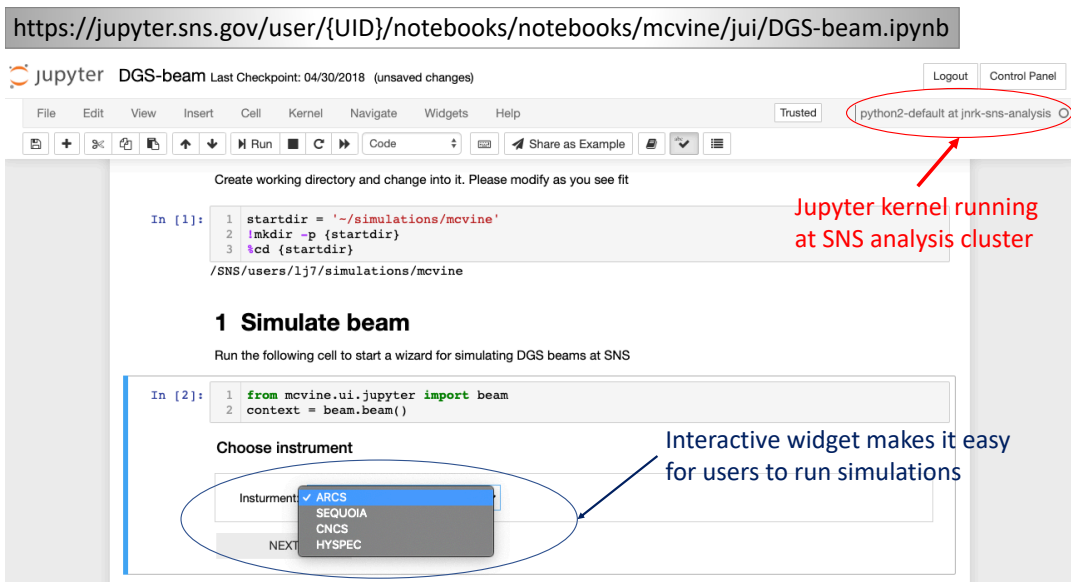 https://jupyter.sns.gov/user/{UID}/notebooks/notebooks/mcvine/jui/DGS-beam.ipynb
jupyter DGS-beam Last Checkpoint: 04/30/2018 (unsaved changes) Logout Control Panel
File Edit View Insert Cell Kernel Navigate Widgets Help Trusted python2-default at jnrk-sns-analysis
Run Code Share as Example
Create working directory and change into it. Please modify as you see fit
Jupyter kernel running
at SNS analysis cluster
In [1]: 1 startdir = '~/simulations/mcvine'
2 !mkdir -p {startdir}
3 %cd {startdir}
/SNS/users/lj7/simulations/mcvine
1 Simulate beam
Run the following cell to start a wizard for simulating DGS beams at SNS
In [2]: 1 from mcvine.ui.jupyter import beam
2 context = beam.beam()
Choose instrument
Interactive widget makes it easy
for users to run simulations
Insturment: ✓ ARCS
SEQUOIA
CNCS
NEXT HYSPEC